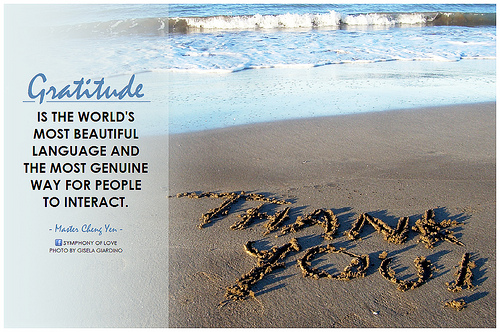 Gratitude
IS THE WORLD'S
MOST BEAUTIFUL
LANGUAGE AND
THE MOST GENUINE
WAY FOR PEOPLE
TO INTERACT.
- Master Cheng Yen -
f SYMPHONY OF LOVE
PHOTO BY GISELA GIARDINO
THANK
YOU!